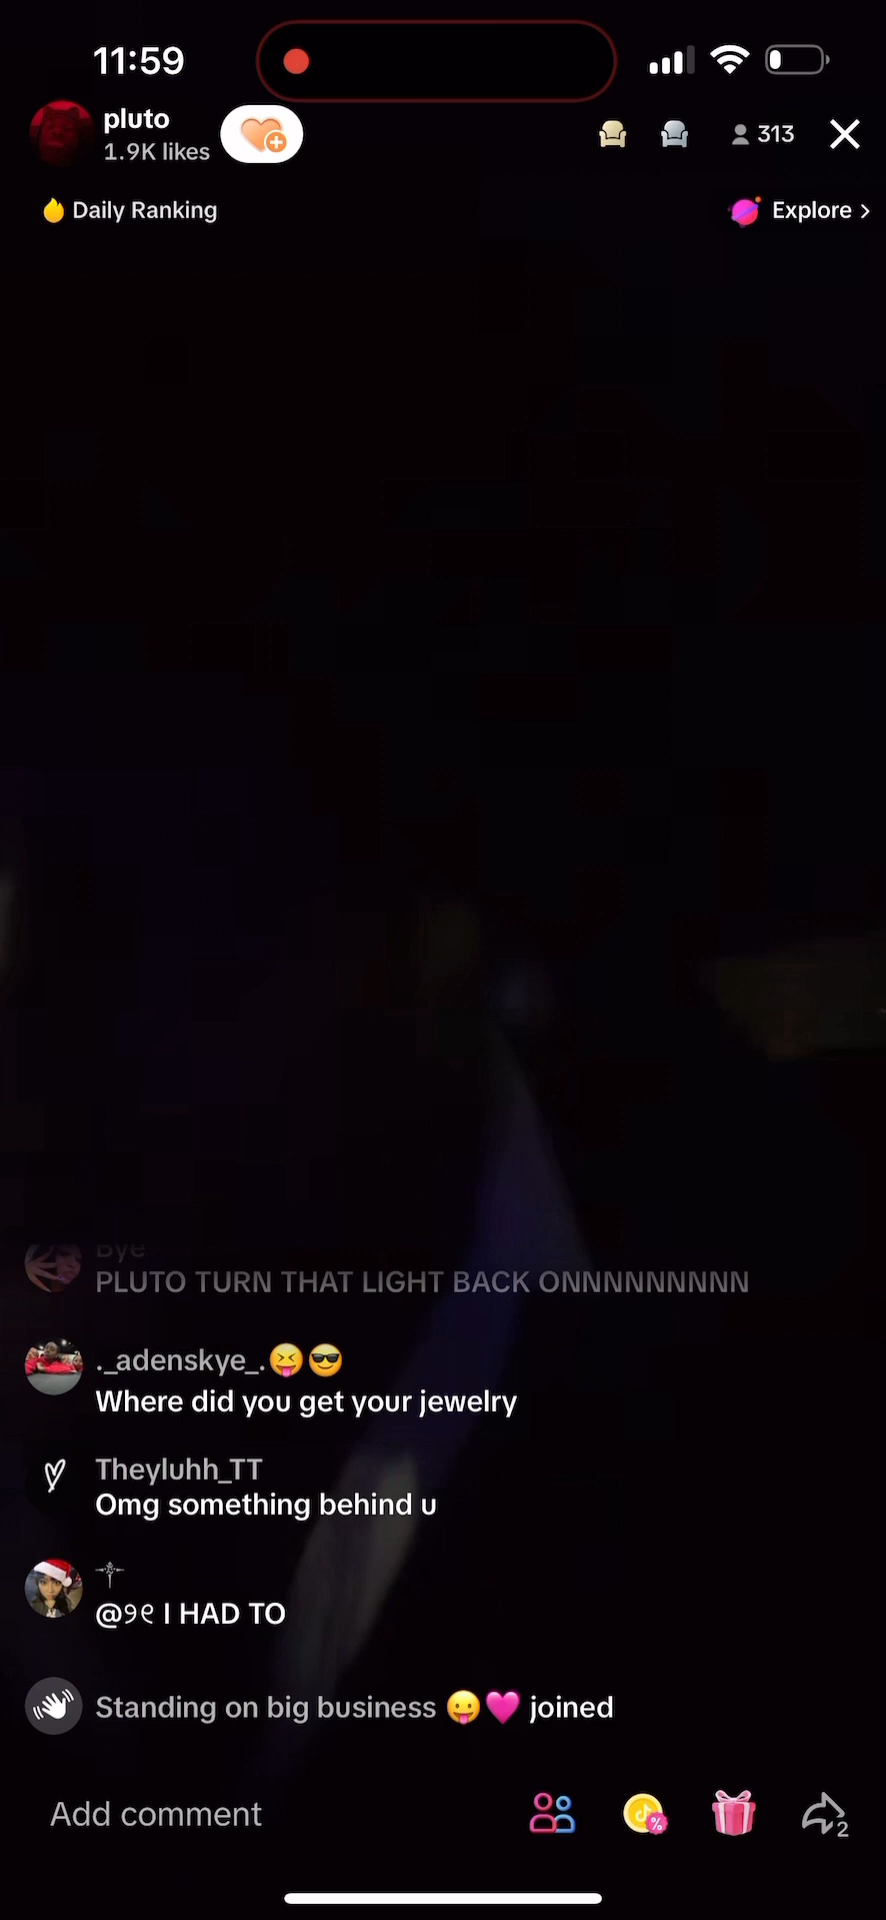 11:59
pluto
1.9K likes
313
Daily Ranking
Explore >
Bye
PLUTO TURN THAT LIGHT BACK ONNNNNNNNN
._adenskye_.😝😎
Where did you get your jewelry
Theyluhh_TT
Omg something behind u
@୨୧ I HAD TO
Standing on big business 😛💗 joined
Add comment
2